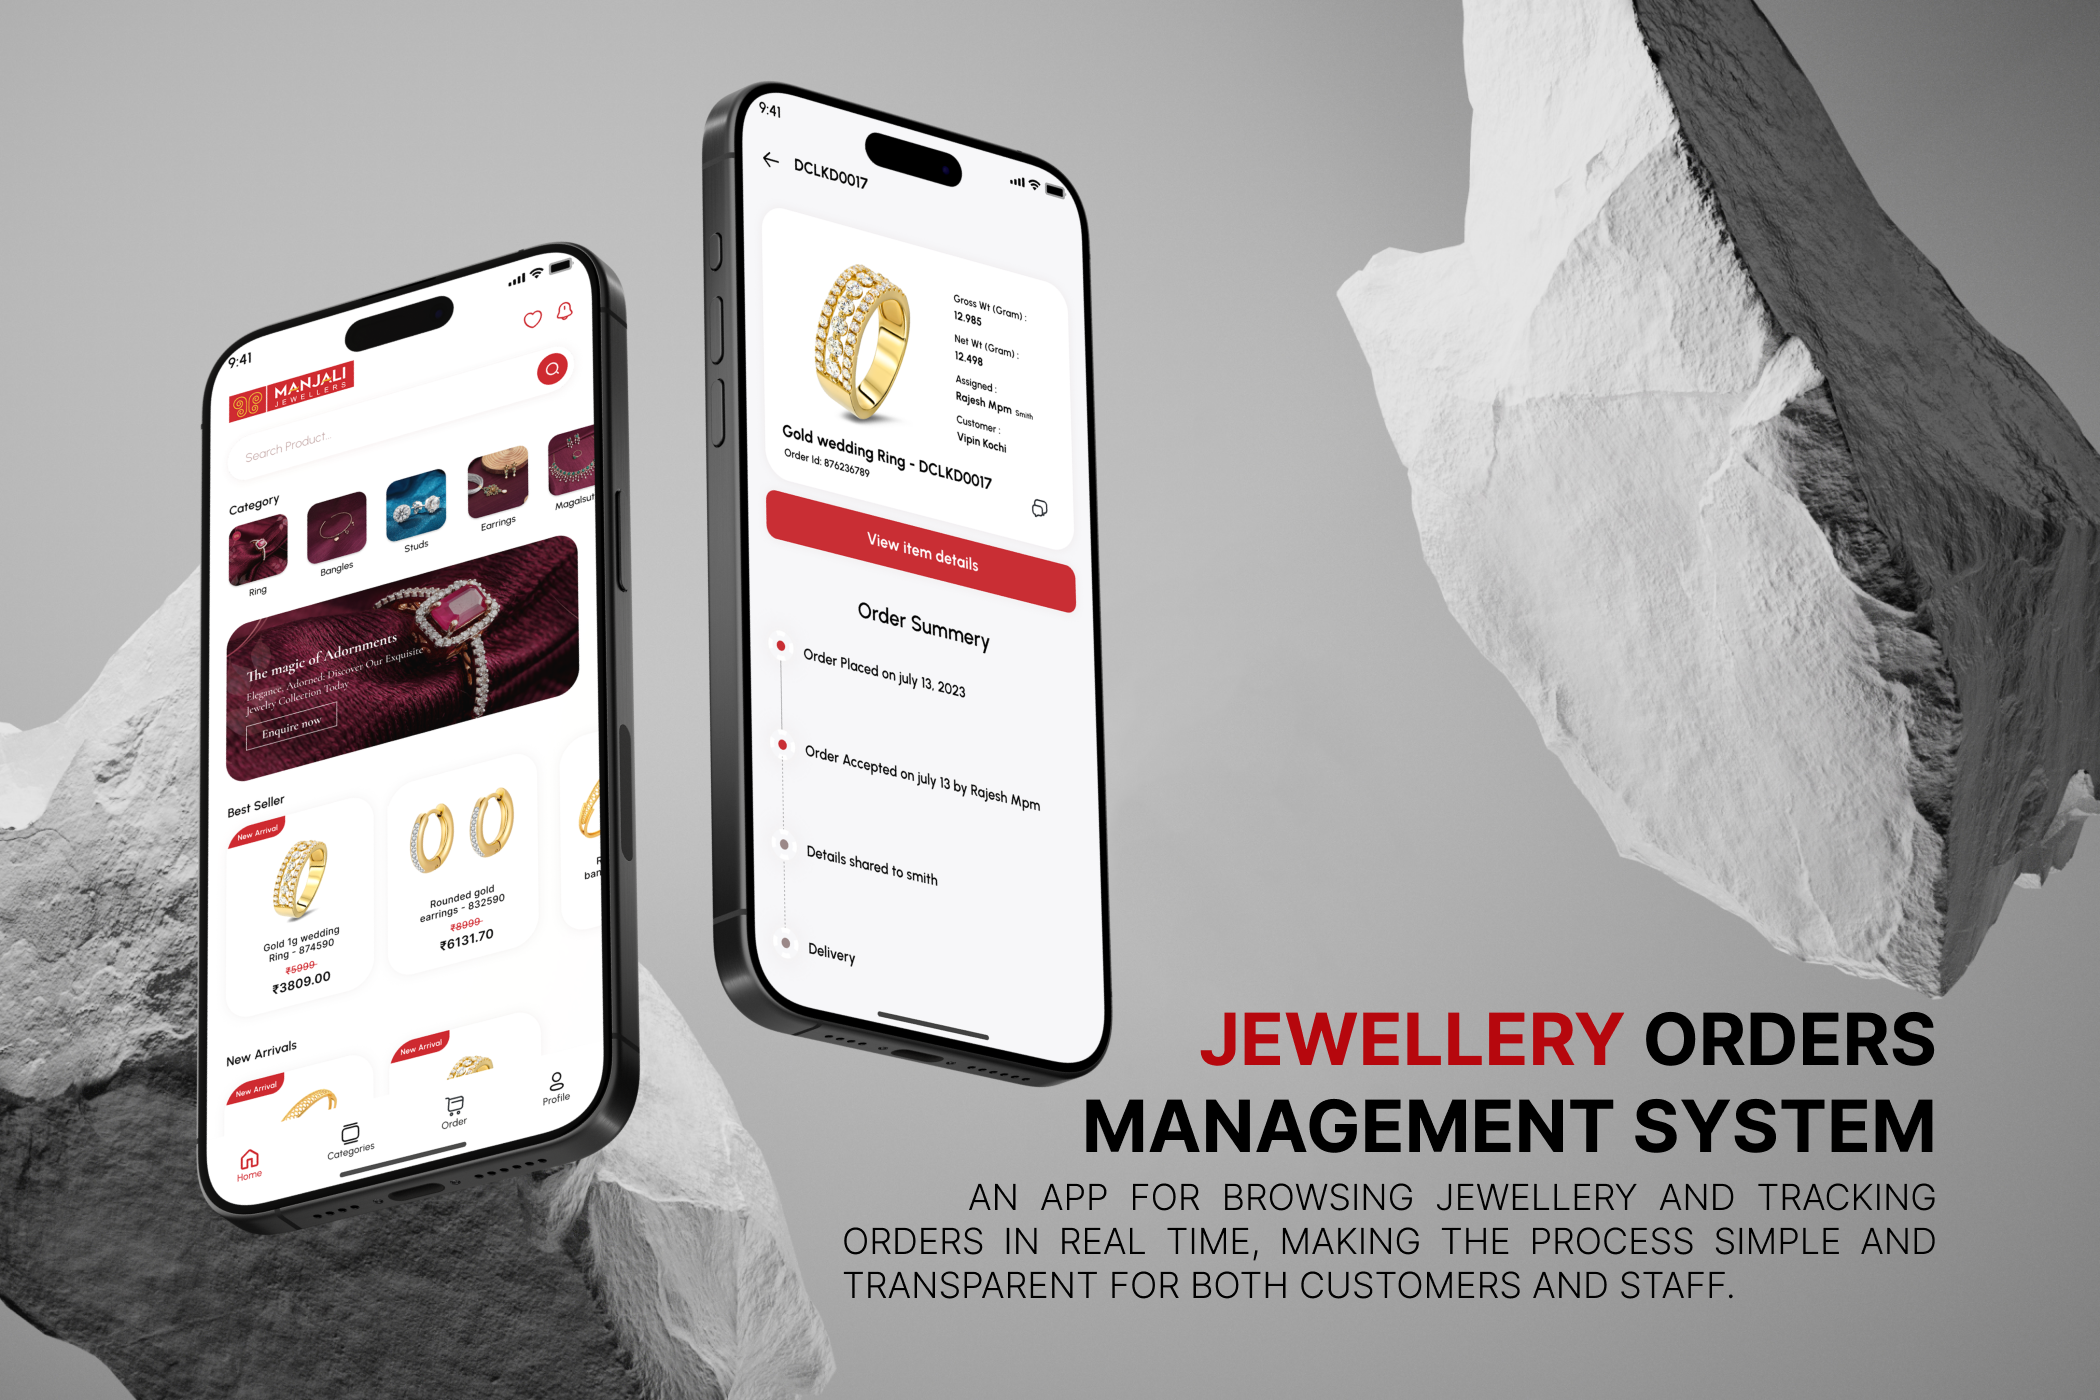 9:41
MANJALI
JEWELLERS
Search Product...
Category
Ring
Bangles
Studs
Earrings
Magalsut
The magic of Adornments
Elegance, Adorned: Discover Our Exquisite
Jewelry Collection Today
Enquire now
Best Seller
New Arrival
Gold 1g wedding
Ring - 874590
₹5999
₹3809.00
Rounded gold
earrings - 832590
₹8999
₹6131.70
R
ban
New Arrivals
New Arrival
New Arrival
Home
Categories
Order
Profile
9:41
DCLKD0017
Gross Wt (Gram) :
12.985
Net Wt (Gram) :
12.498
Assigned :
Rajesh Mpm Smith
Customer :
Vipin Kochi
Gold wedding Ring - DCLKD0017
Order Id: 876236789
View item details
Order Summery
Order Placed on july 13, 2023
Order Accepted on july 13 by Rajesh Mpm
Details shared to smith
Delivery
JEWELLERY ORDERS
MANAGEMENT SYSTEM
AN APP FOR BROWSING JEWELLERY AND TRACKING
ORDERS IN REAL TIME, MAKING THE PROCESS SIMPLE AND
TRANSPARENT FOR BOTH CUSTOMERS AND STAFF.